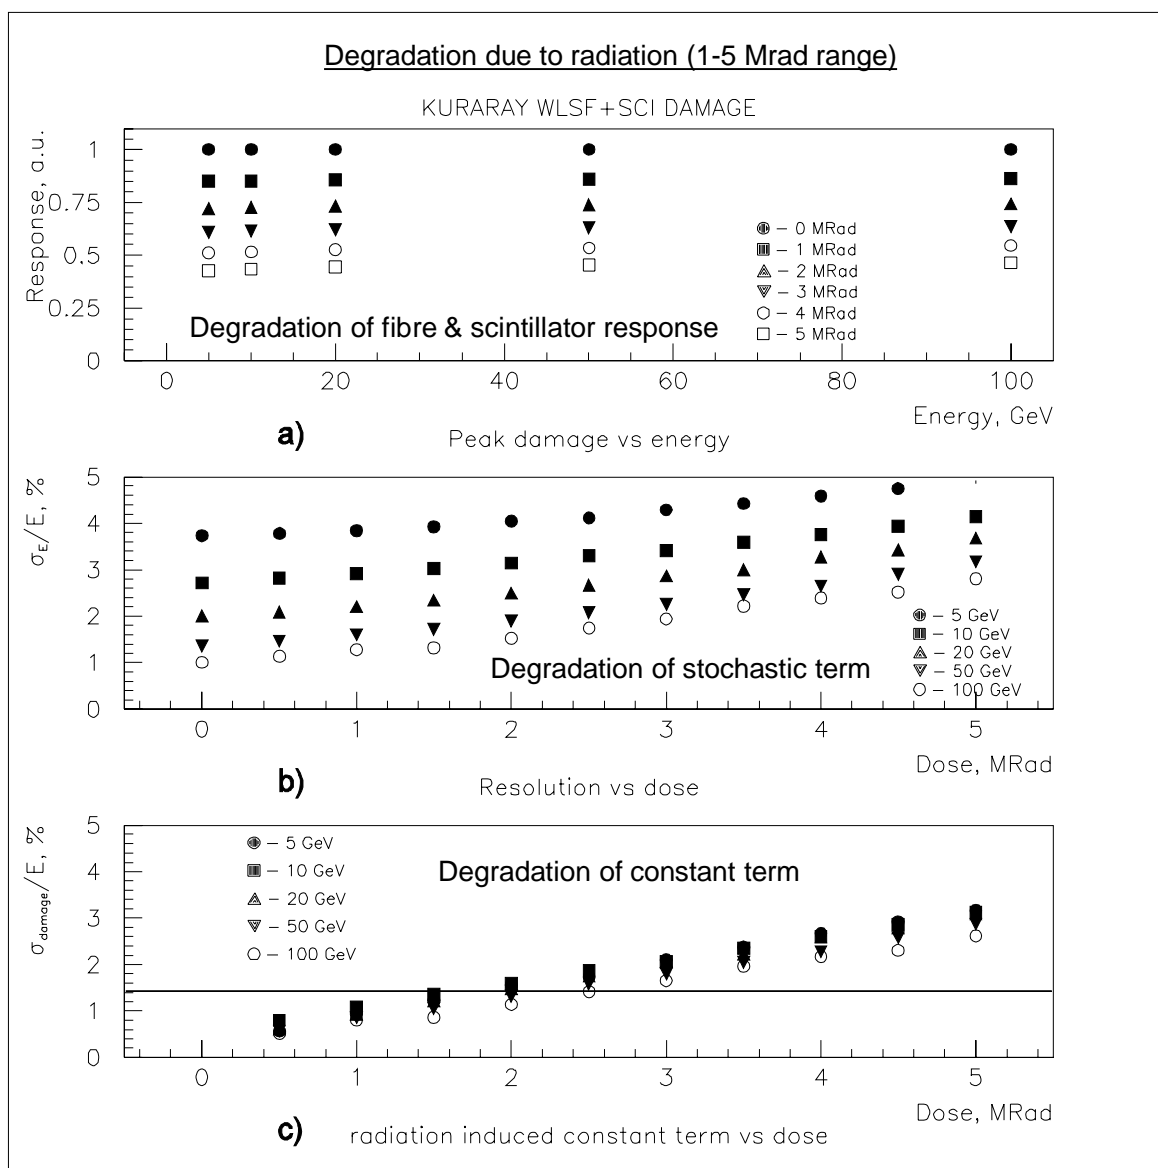 Degradation due to radiation (1-5 Mrad range)
KURARAY WLSF+SCI DAMAGE
Response, a.u.
1
0.75
0.5
0.25
0
- 0 MRad
- 1 MRad
- 2 MRad
- 3 MRad
- 4 MRad
- 5 MRad
Degradation of fibre & scintillator response
0 20 40 60 80 100
Energy, GeV
a) Peak damage vs energy
σE/E, %
5
4
3
2
1
0
- 5 GeV
- 10 GeV
- 20 GeV
- 50 GeV
- 100 GeV
Degradation of stochastic term
0 1 2 3 4 5
Dose, MRad
b) Resolution vs dose
σdamage/E, %
5
4
3
2
1
0
- 5 GeV
- 10 GeV
- 20 GeV
- 50 GeV
- 100 GeV
Degradation of constant term
0 1 2 3 4 5
Dose, MRad
c) radiation induced constant term vs dose